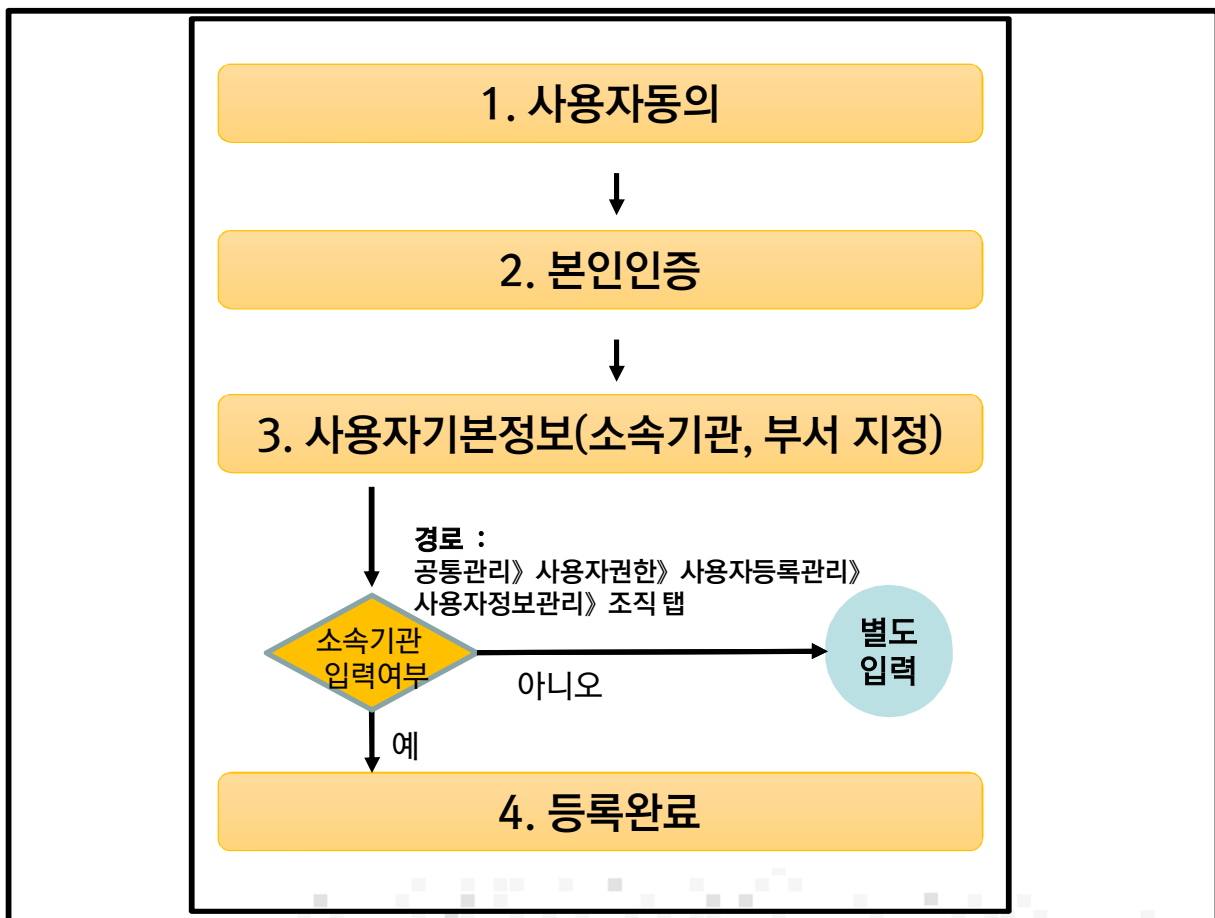 1. 사용자동의
2. 본인인증
3. 사용자기본정보(소속기관, 부서 지정)
경로 :
공통관리》 사용자권한》 사용자등록관리》
사용자정보관리》 조직 탭
소속기관
입력여부
아니오
별도
입력
예
4. 등록완료